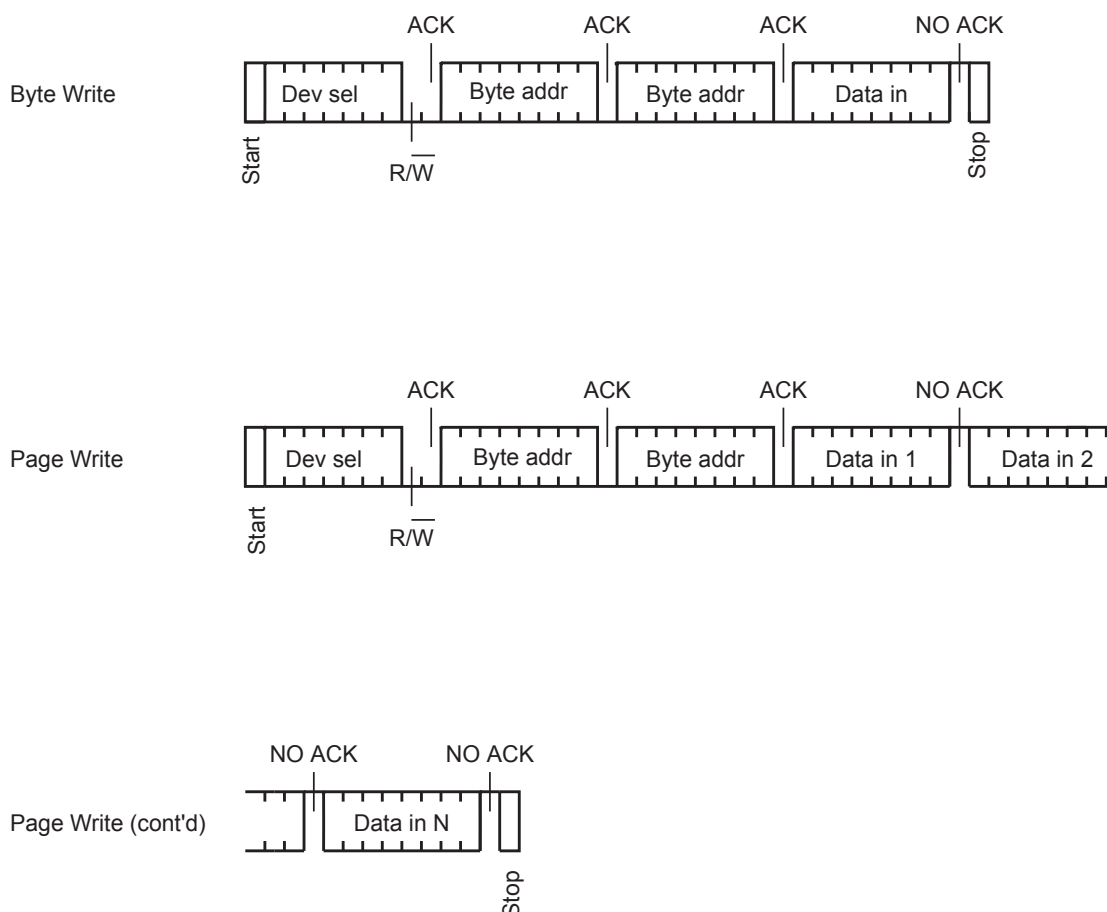 ACK ACK ACK NO ACK
Byte Write Dev sel Byte addr Byte addr Data in
Start R/W̅ Stop
ACK ACK ACK NO ACK
Page Write Dev sel Byte addr Byte addr Data in 1 Data in 2
Start R/W̅
NO ACK NO ACK
Page Write (cont'd) Data in N
Stop